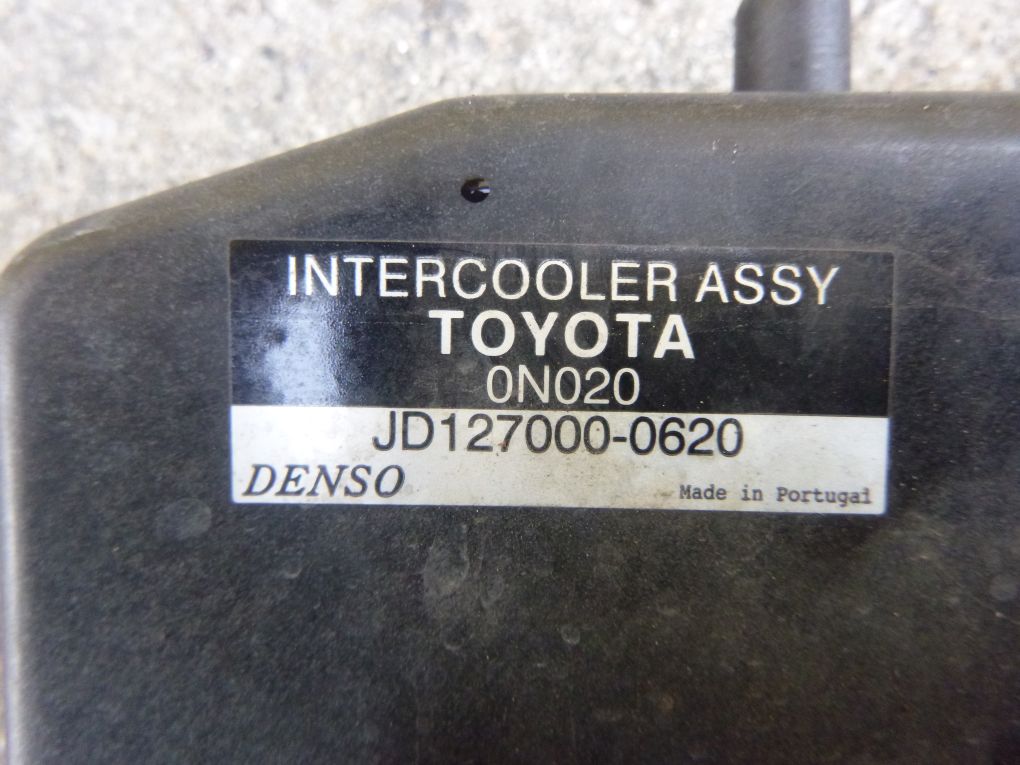 INTERCOOLER ASSY
TOYOTA
0N020
JD127000-0620
DENSO
Made in Portugal